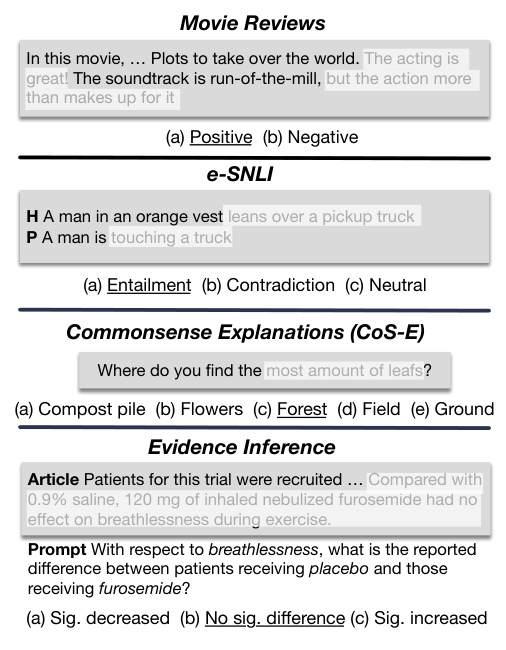 Movie Reviews
In this movie, … Plots to take over the world. The acting is
great! The soundtrack is run-of-the-mill, but the action more
than makes up for it
(a) Positive (b) Negative
e-SNLI
H A man in an orange vest leans over a pickup truck
P A man is touching a truck
(a) Entailment (b) Contradiction (c) Neutral
Commonsense Explanations (CoS-E)
Where do you find the most amount of leafs?
(a) Compost pile (b) Flowers (c) Forest (d) Field (e) Ground
Evidence Inference
Article Patients for this trial were recruited … Compared with
0.9% saline, 120 mg of inhaled nebulized furosemide had no
effect on breathlessness during exercise.
Prompt With respect to breathlessness, what is the reported
difference between patients receiving placebo and those
receiving furosemide?
(a) Sig. decreased (b) No sig. difference (c) Sig. increased